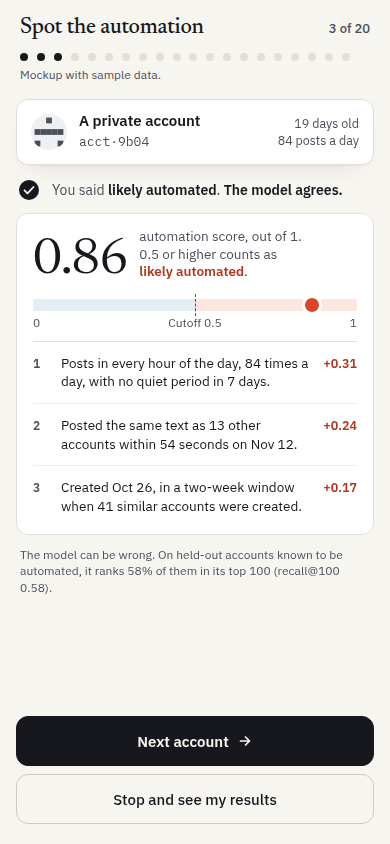 Spot the automation
3 of 20
Mockup with sample data.
A private account
acct·9b04
19 days old
84 posts a day
You said likely automated. The model agrees.
0.86
automation score, out of 1.
0.5 or higher counts as
likely automated.
0
Cutoff 0.5
1
1 Posts in every hour of the day, 84 times a +0.31
day, with no quiet period in 7 days.
2 Posted the same text as 13 other +0.24
accounts within 54 seconds on Nov 12.
3 Created Oct 26, in a two-week window +0.17
when 41 similar accounts were created.
The model can be wrong. On held-out accounts known to be
automated, it ranks 58% of them in its top 100 (recall@100
0.58).
Next account →
Stop and see my results